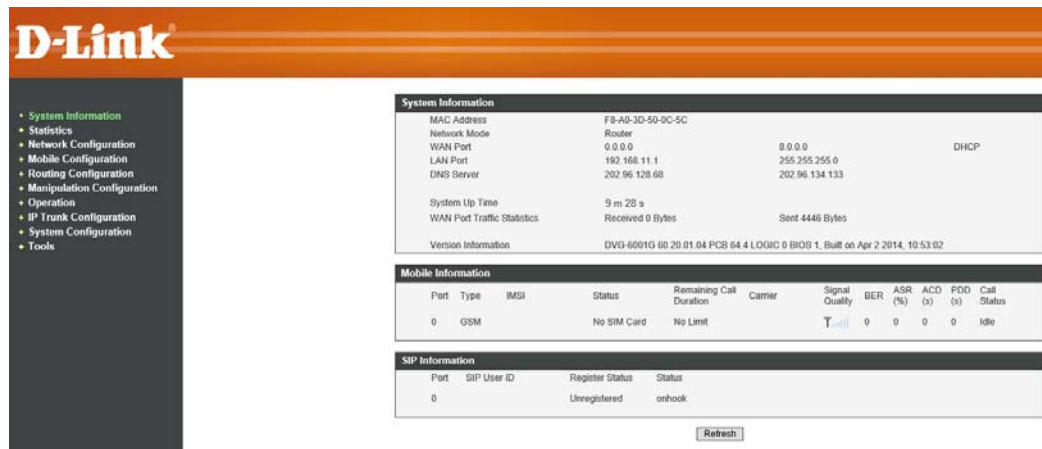 D-Link
System Information
Statistics
Network Configuration
Mobile Configuration
Routing Configuration
Manipulation Configuration
Operation
IP Trunk Configuration
System Configuration
Tools
System Information
MAC Address F8-A0-3D-50-0C-5C
Network Mode Router
WAN Port 0.0.0.0 8.0.0.0 DHCP
LAN Port 192.168.11.1 255.255.255.0
DNS Server 202.96.128.68 202.96.134.133
System Up Time 9 m 28 s
WAN Port Traffic Statistics Received 0 Bytes Sent 4446 Bytes
Version Information DVG-6001G 60.20.01.04 PCB 64.4 LOGIC 0 BIOS 1, Built on Apr 2 2014, 10:53:02
Mobile Information
Port Type IMSI Status Remaining Call Duration Carrier Signal Quality BER ASR (%) ACD (s) PDD (s) Call Status
0 GSM No SIM Card No Limit 0 0 0 0 Idle
SIP Information
Port SIP User ID Register Status Status
0 Unregistered onhook
Refresh